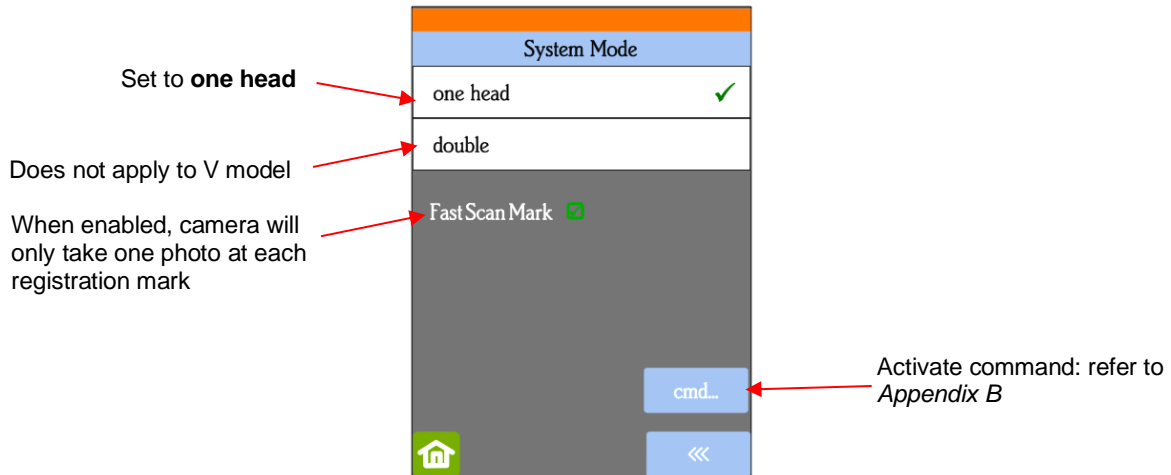 System Mode
Set to one head
one head
double
Does not apply to V model
Fast Scan Mark
When enabled, camera will
only take one photo at each
registration mark
cmd...
Activate command: refer to
Appendix B